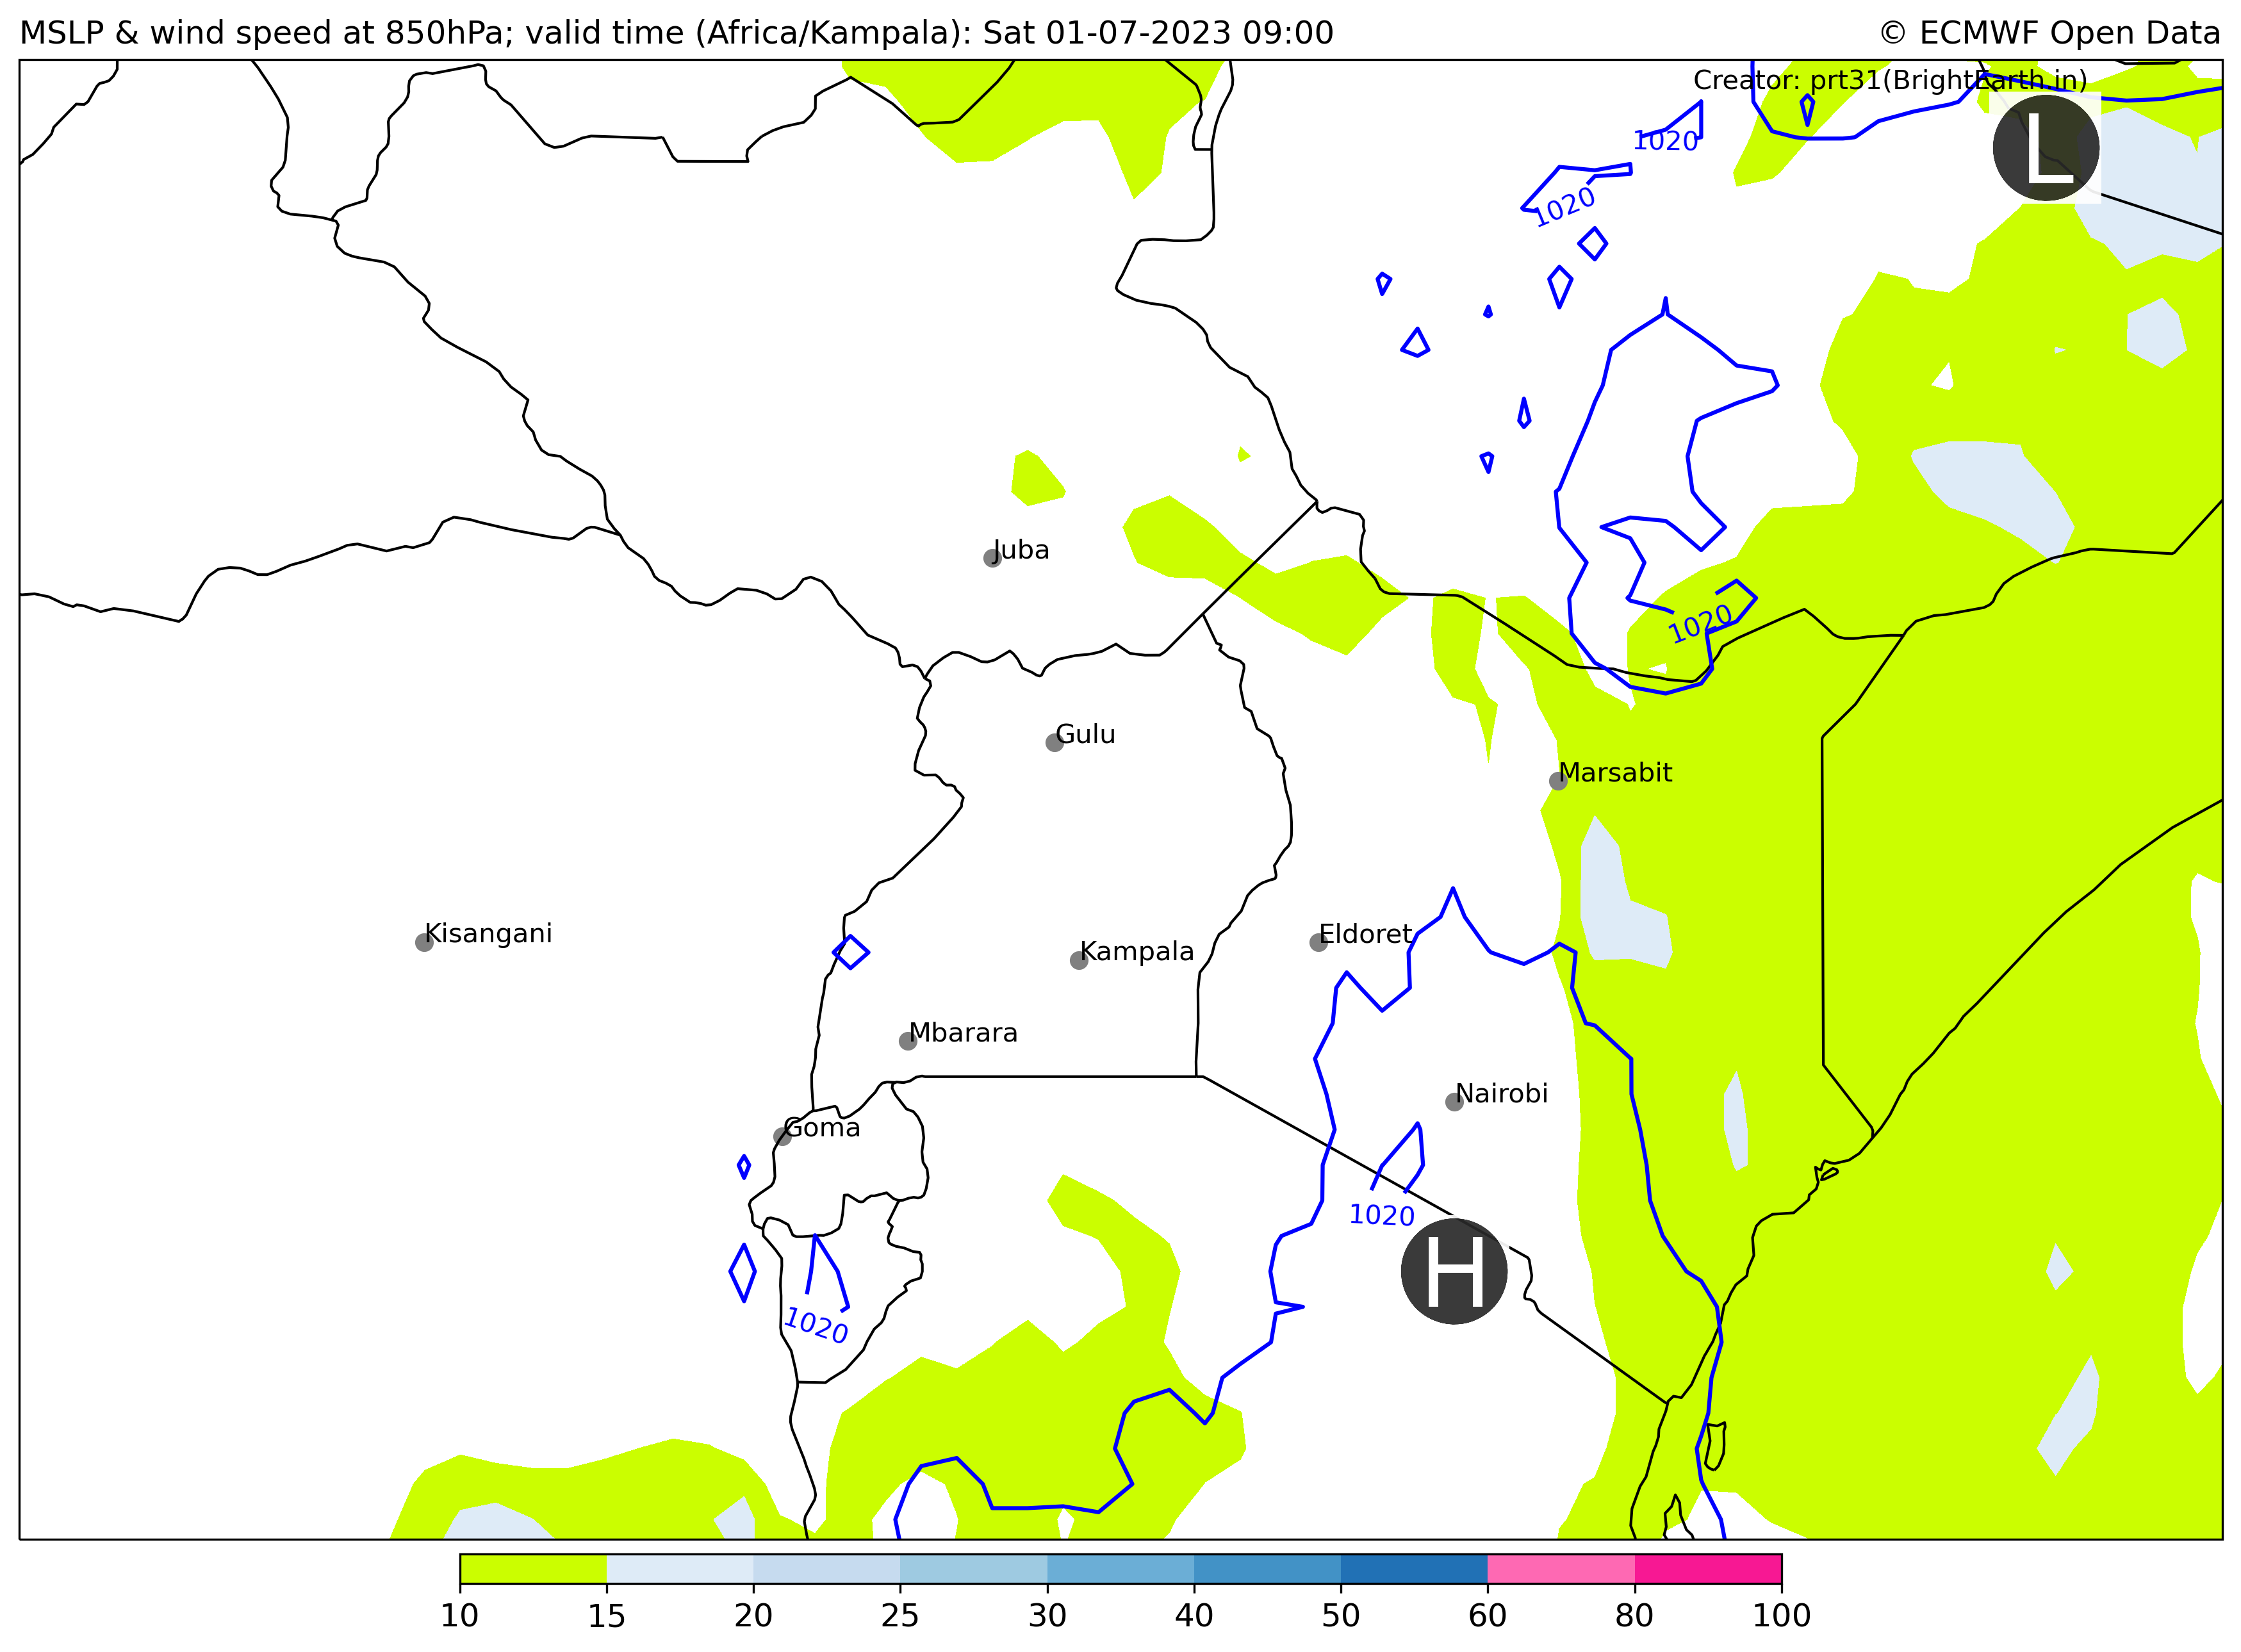 MSLP & wind speed at 850hPa; valid time (Africa/Kampala): Sat 01-07-2023 09:00
© ECMWF Open Data
Creator: prt31(BrightEarth.in)
L
1020
1020
Juba
1020
Gulu
Marsabit
Kisangani
Eldoret
Kampala
Mbarara
Nairobi
Goma
1020
H
1020
10 15 20 25 30 40 50 60 80 100